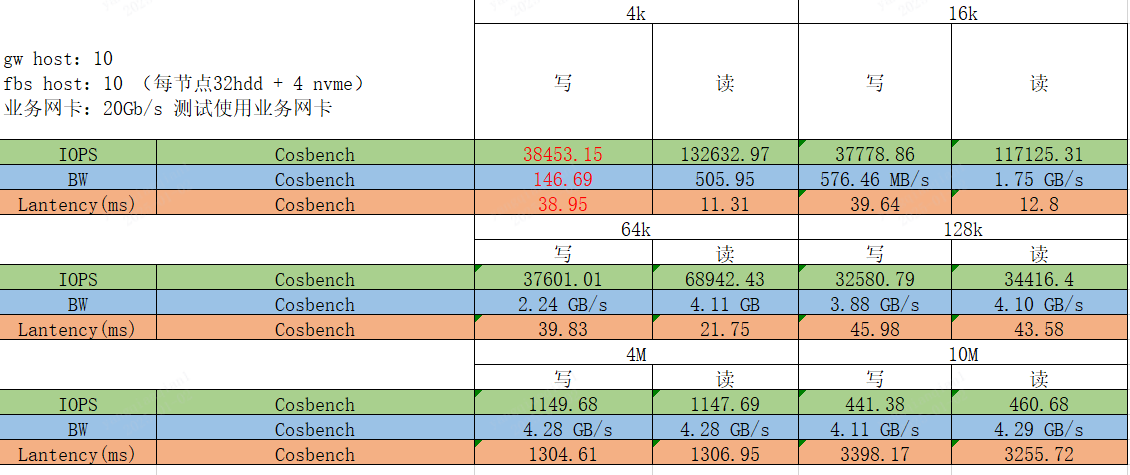 4k 16k
gw host: 10
fbs host: 10 (每节点32hdd + 4 nvme)
业务网卡: 20Gb/s 测试使用业务网卡
写 读 写 读
IOPS Cosbench 38453.15 132632.97 37778.86 117125.31
BW Cosbench 146.69 505.95 576.46 MB/s 1.75 GB/s
Lantency(ms) Cosbench 38.95 11.31 39.64 12.8
64k 128k
写 读 写 读
IOPS Cosbench 37601.01 68942.43 32580.79 34416.4
BW Cosbench 2.24 GB/s 4.11 GB 3.88 GB/s 4.10 GB/s
Lantency(ms) Cosbench 39.83 21.75 45.98 43.58
4M 10M
写 读 写 读
IOPS Cosbench 1149.68 1147.69 441.38 460.68
BW Cosbench 4.28 GB/s 4.28 GB/s 4.11 GB/s 4.29 GB/s
Lantency(ms) Cosbench 1304.61 1306.95 3398.17 3255.72